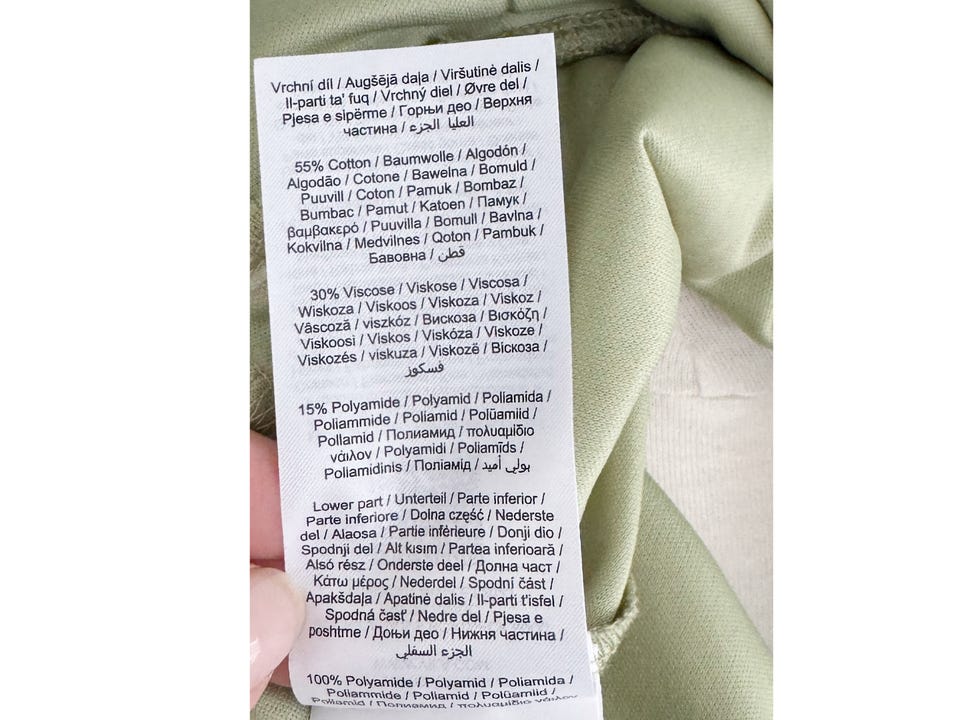 Vrchní díl / Augšējā daļa / Viršutinė dalis /
Il-parti ta' fuq / Vrchný diel / Øvre del /
Pjesa e sipërme / Горњи део / Верхня
частина / العليا الجزء
55% Cotton / Baumwolle / Algodón /
Algodão / Cotone / Bawełna / Bomuld /
Puuvill / Coton / Pamuk / Bombaz /
Bumbac / Pamut / Katoen / Памук /
βαμβακερό / Puuvilla / Bomull / Bavlna /
Kokvilna / Medvilnes / Qoton / Pambuk /
Бавовна / قطن
30% Viscose / Viskose / Viscosa /
Wiskoza / Viskoos / Viskoza / Viskoz /
Vâscoză / viszkóz / Вискоза / Βισκόζη /
Viskoosi / Viskos / Viskóza / Viskoze /
Viskozés / viskuza / Viskozë / Віскоза /
فسكوز
15% Polyamide / Polyamid / Poliamida /
Poliammide / Poliamid / Polüamiid /
Pollamid / Полиамид / πολυαμίδιο
νάιλον / Polyamidi / Poliamīds /
Poliamidinis / Поліамід / بولي أميد
Lower part / Unterteil / Parte inferior /
Parte inferiore / Dolna część / Nederste
del / Alaosa / Partie inférieure / Donji dio /
Spodnji del / Alt kısım / Partea inferioară /
Alsó rész / Onderste deel / Долна част /
Κάτω μέρος / Nederdel / Spodní část /
Apakšdaļa / Apatinė dalis / Il-parti t'isfel /
Spodná časť / Nedre del / Pjesa e
poshtme / Доњи део / Нижня частина /
الجزء السفلي
100% Polyamide / Polyamid / Poliamida /
Poliammide / Poliamid / Polüamiid /
Pollamid / Полиамид / πολυαμίδιο νάιλον /